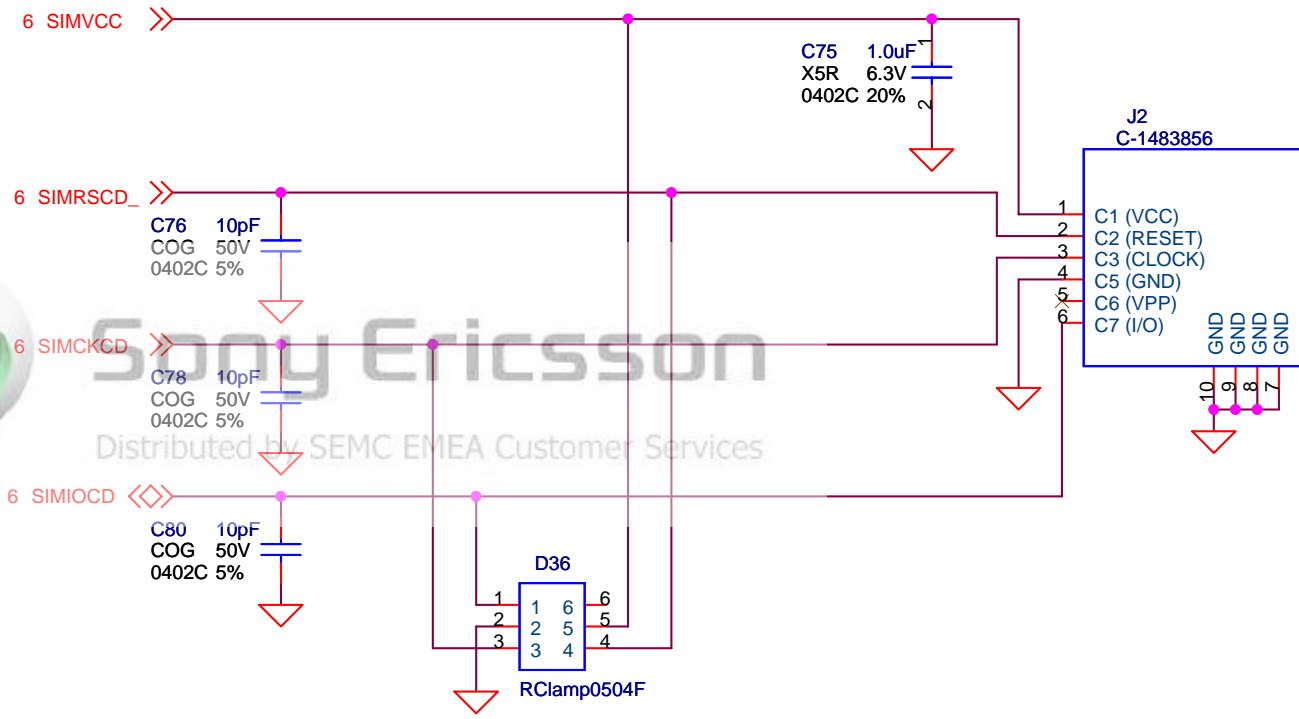 6 SIMVCC
C75 1.0uF
X5R 6.3V
0402C 20%
1
2
J2
C-1483856
6 SIMRSCD_
C76 10pF
COG 50V
0402C 5%
1 C1 (VCC)
2 C2 (RESET)
3 C3 (CLOCK)
4 C5 (GND)
5 C6 (VPP)
6 C7 (I/O)
GND GND GND GND
10 9 8 7
Sony Ericsson
6 SIMCKCD
C78 10pF
COG 50V
0402C 5%
Distributed by SEMC EMEA Customer Services
6 SIMIOCD
C80 10pF
COG 50V
0402C 5%
D36
1 1 6 6
2 2 5 5
3 3 4 4
RClamp0504F